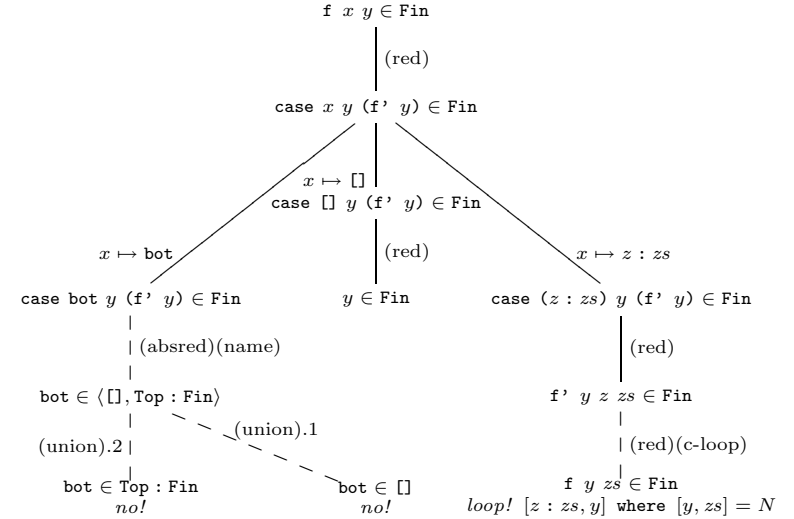 f x y ∈ Fin
(red)
case x y (f' y) ∈ Fin
x ↦ []
case [] y (f' y) ∈ Fin
x ↦ bot
(red)
x ↦ z : zs
case bot y (f' y) ∈ Fin
y ∈ Fin
case (z : zs) y (f' y) ∈ Fin
(absred)(name)
(red)
bot ∈ ⟨[], Top : Fin⟩
f' y z zs ∈ Fin
(union).2
(union).1
(red)(c-loop)
bot ∈ Top : Fin
bot ∈ []
f y zs ∈ Fin
no!
no!
loop! [z : zs, y] where [y, zs] = N